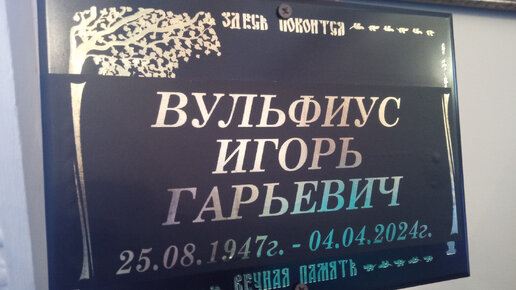 ЗДЕСЬ ПОКОИТСЯ
ВУЛЬФИУС
ИГОРЬ
ГАРЬЕВИЧ
25.08.1947г. - 04.04.2024г.
ВЕЧНАЯ ПАМЯТЬ